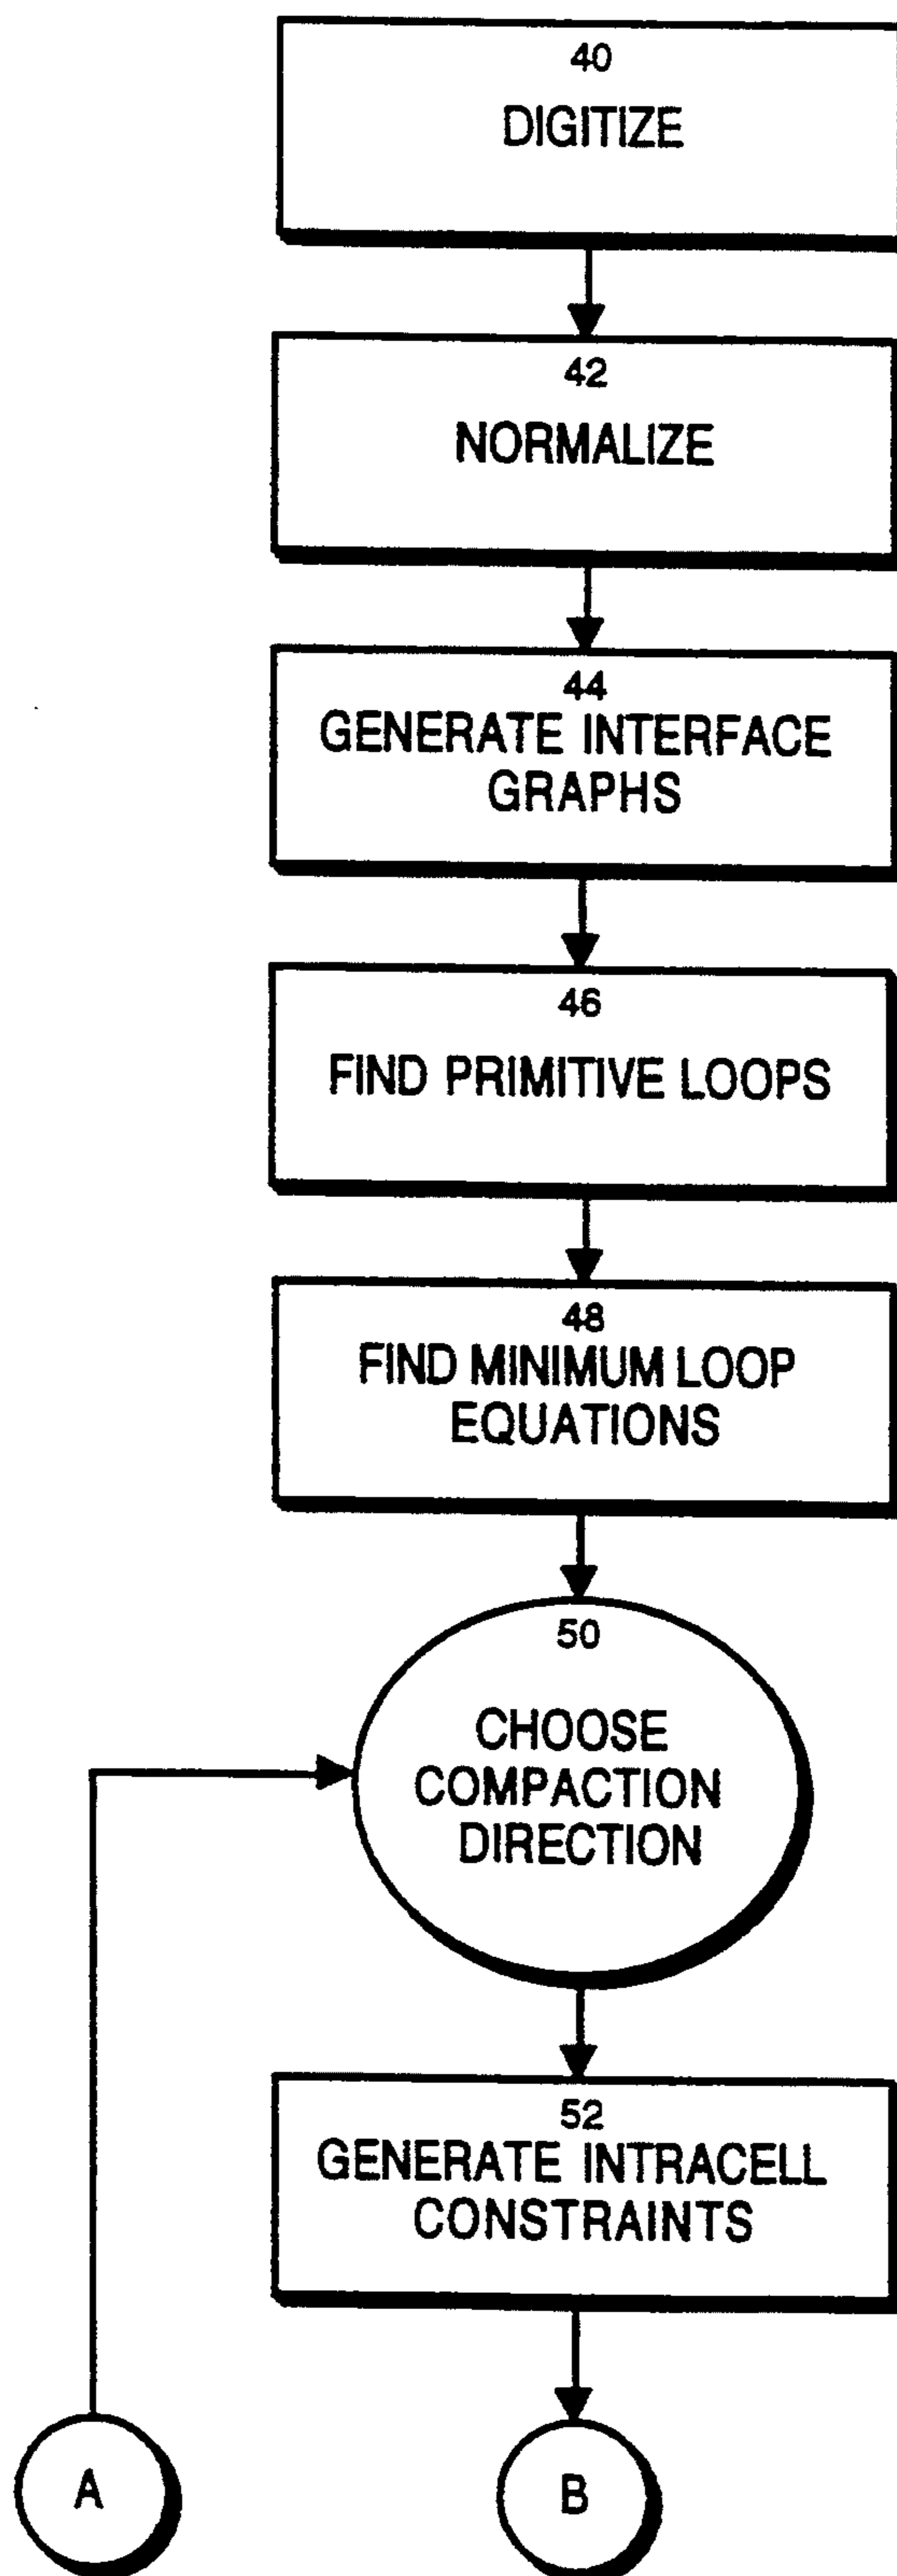 40
DIGITIZE
42
NORMALIZE
44
GENERATE INTERFACE
GRAPHS
46
FIND PRIMITIVE LOOPS
48
FIND MINIMUM LOOP
EQUATIONS
50
CHOOSE
COMPACTION
DIRECTION
52
GENERATE INTRACELL
CONSTRAINTS
A
B